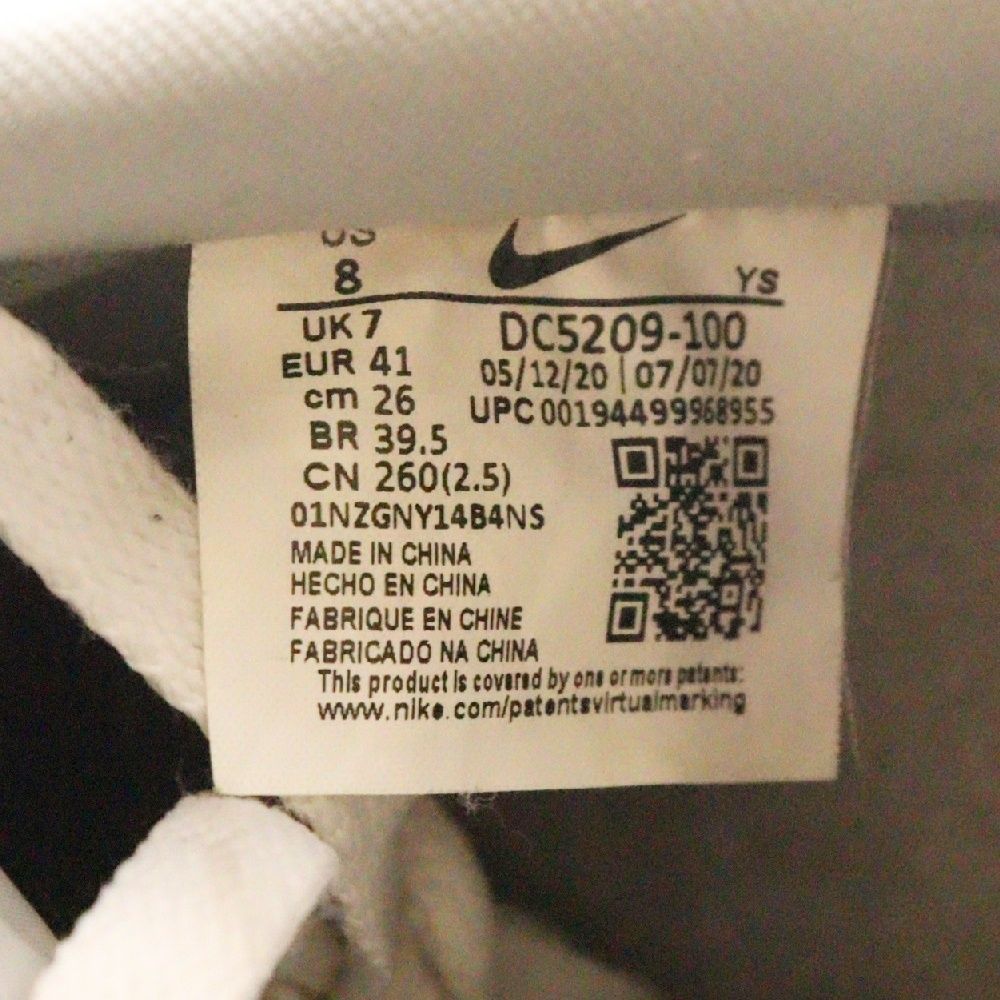 US
8
YS
UK 7
DC5209-100
EUR 41
05/12/20 | 07/07/20
cm 26
UPC 00194499968955
BR 39.5
CN 260(2.5)
01NZGNY14B4NS
MADE IN CHINA
HECHO EN CHINA
FABRIQUE EN CHINE
FABRICADO NA CHINA
This product is covered by one or more patents:
www.nike.com/patentsvirtualmarking